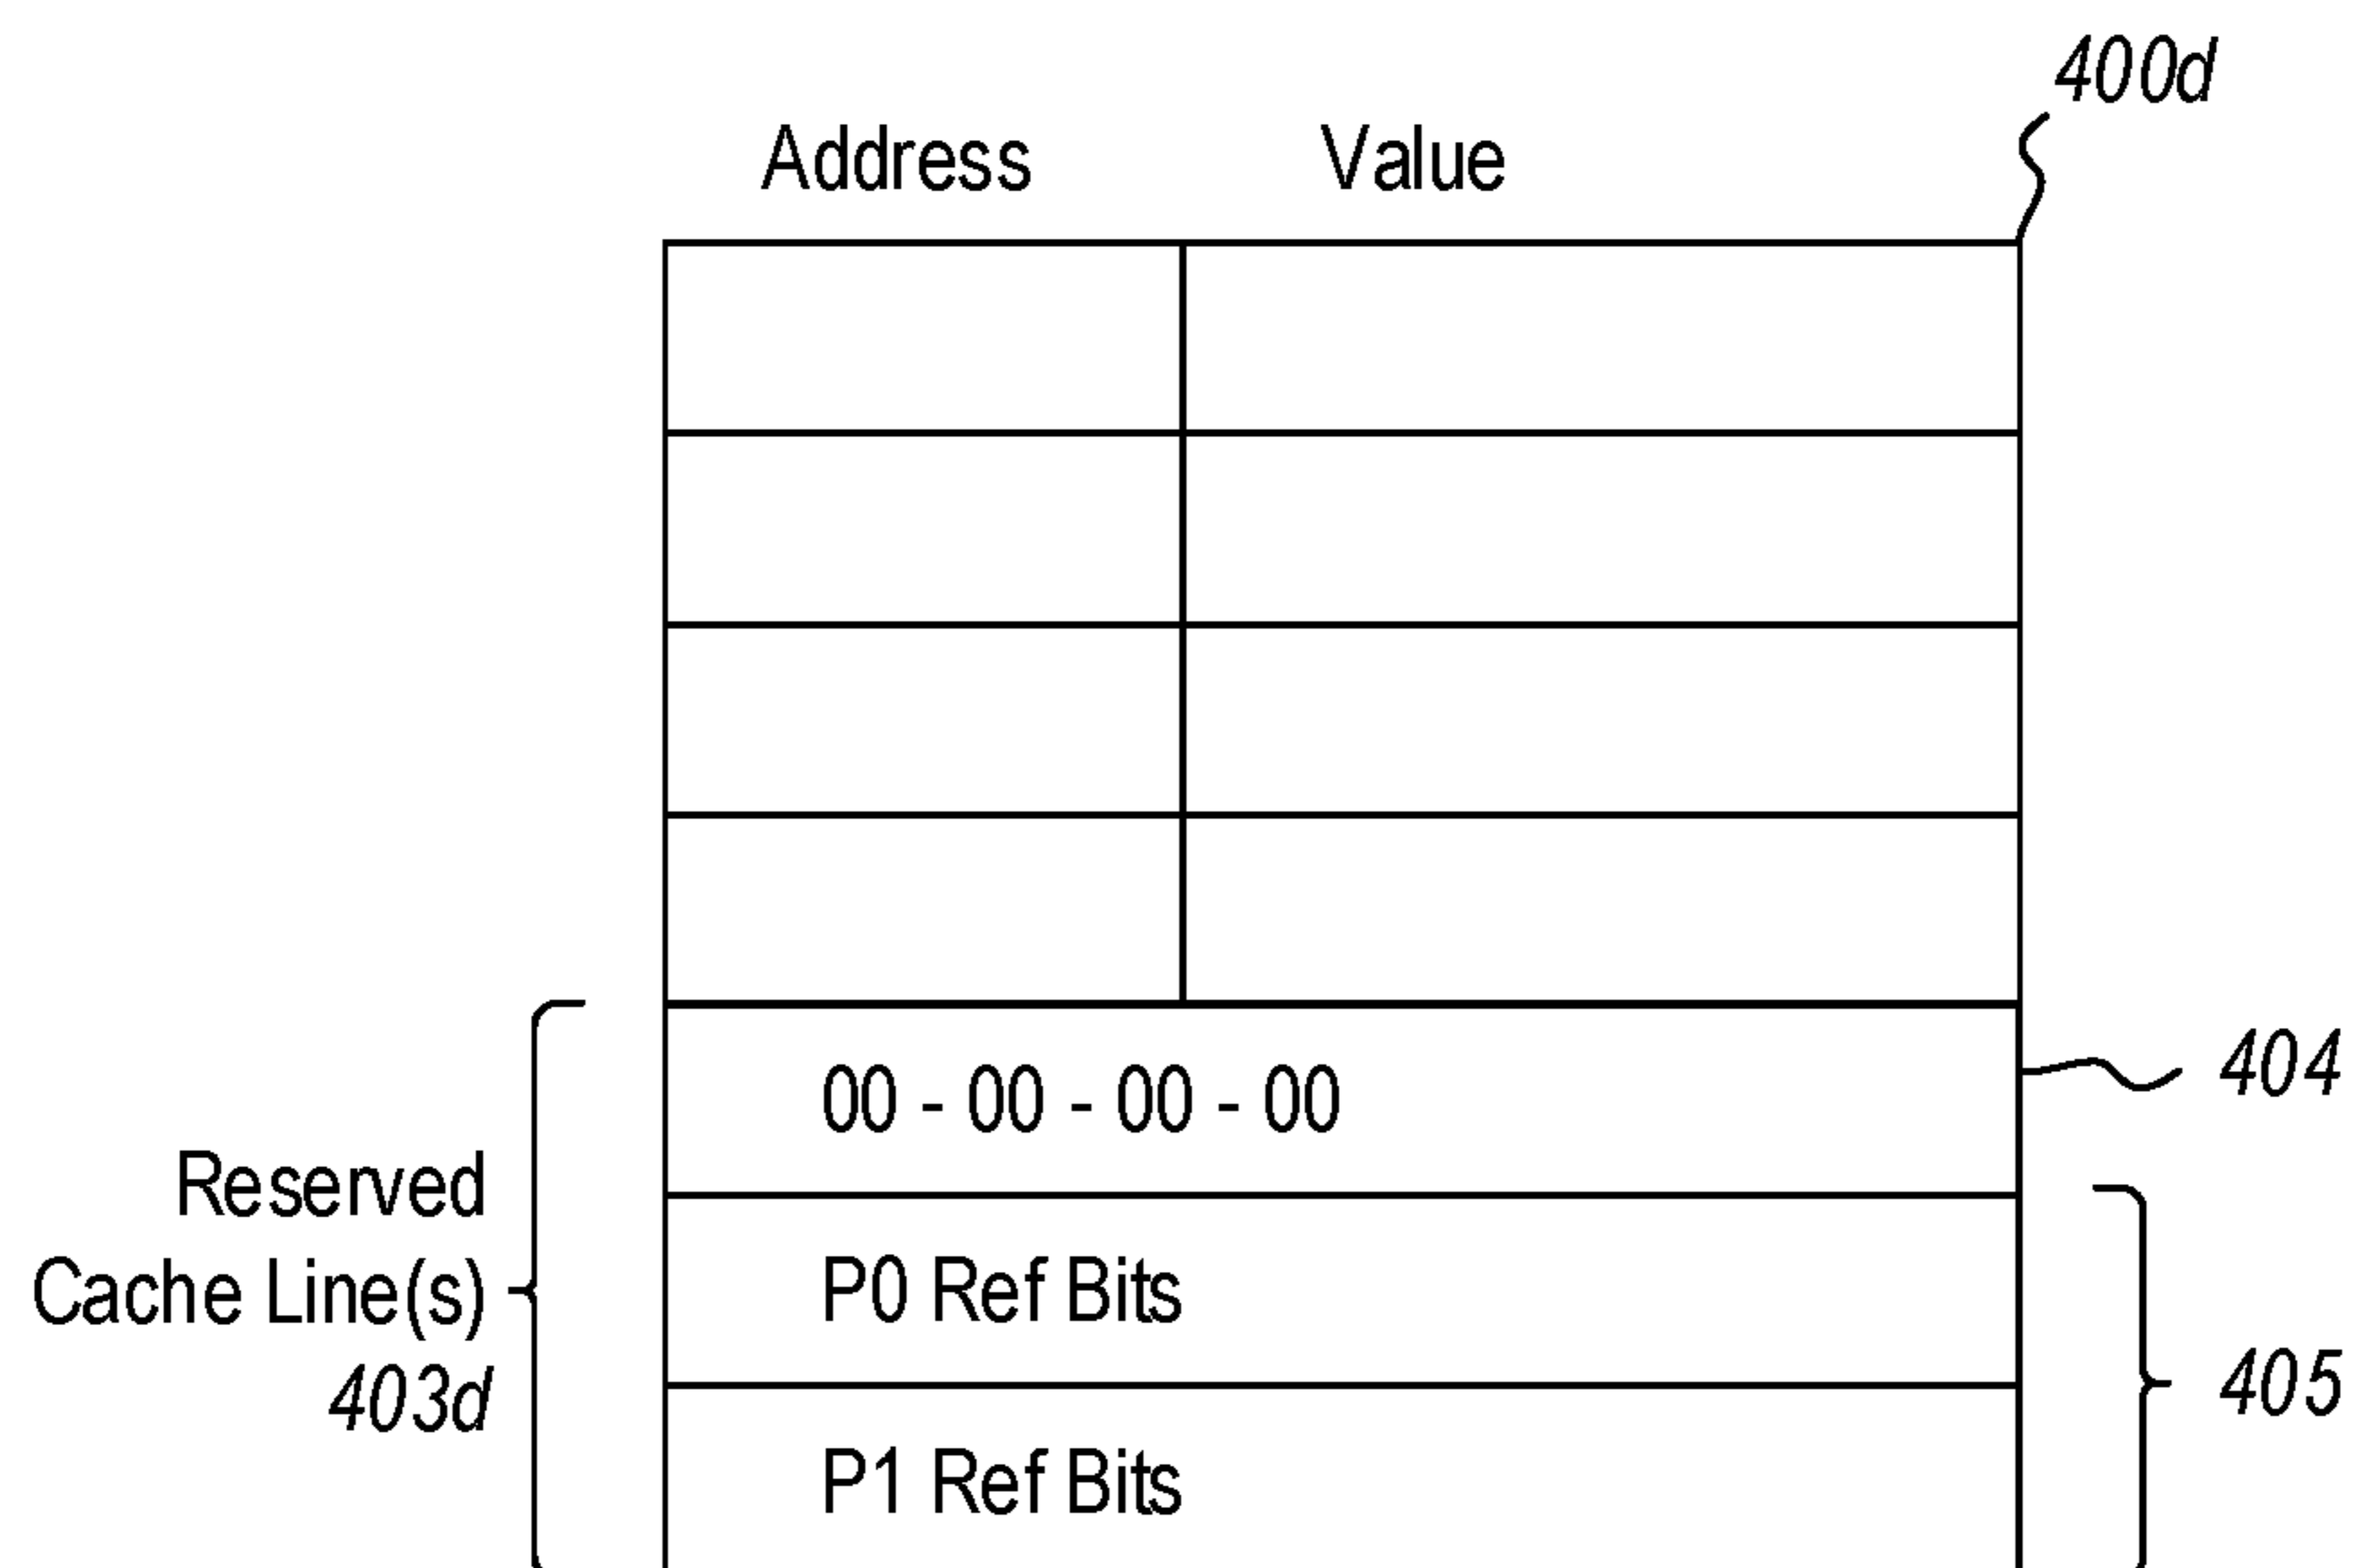 400d
Address Value
00 - 00 - 00 - 00
404
Reserved
Cache Line(s)
403d
P0 Ref Bits
405
P1 Ref Bits